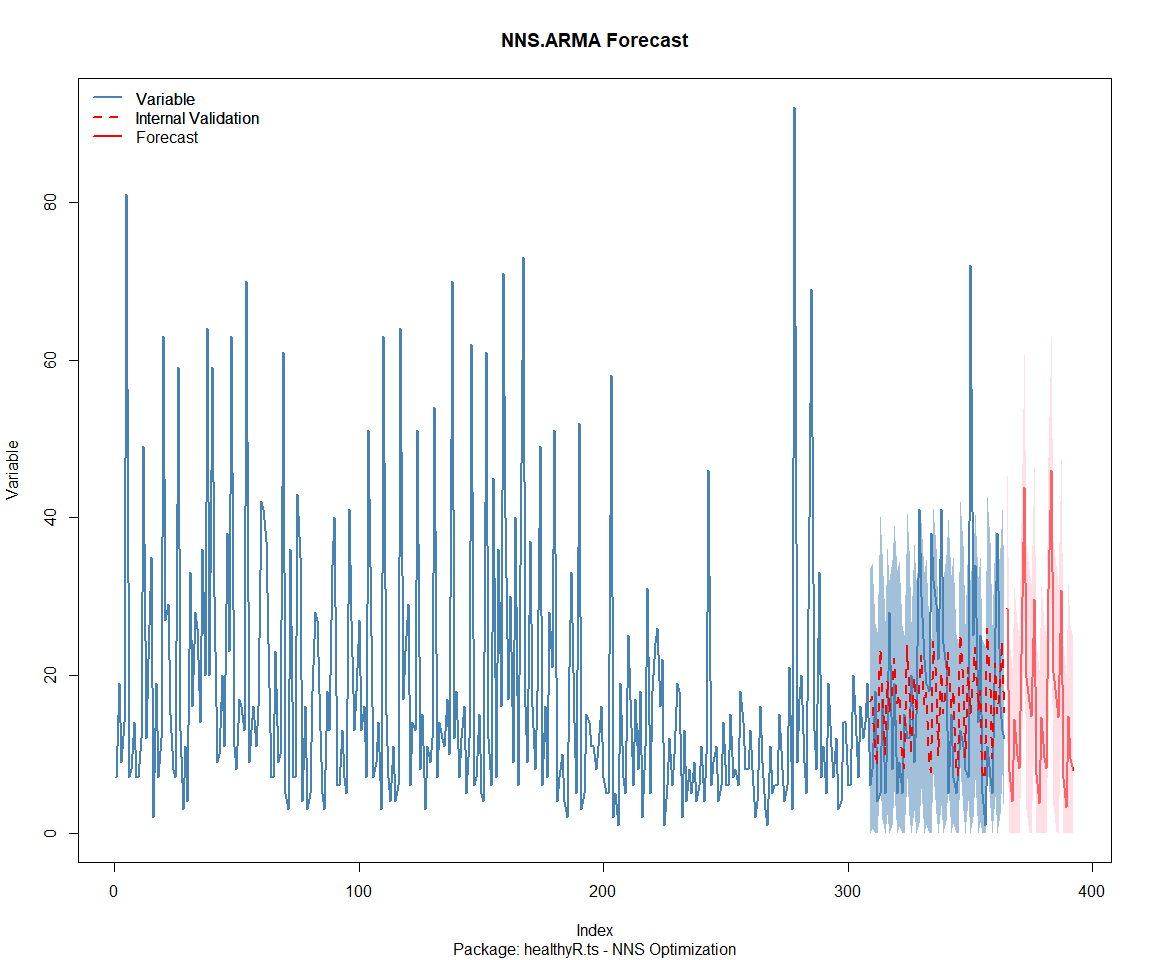 NNS.ARMA Forecast
Variable
Internal Validation
Forecast
80
60
40
20
0
Variable
0 100 200 300 400
Index
Package: healthyR.ts - NNS Optimization